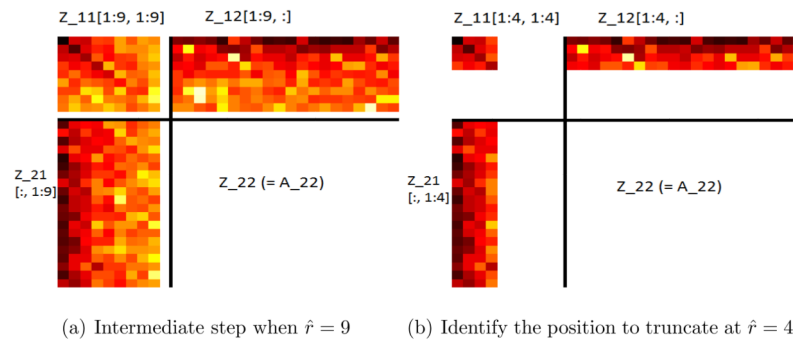 Z_11[1:9, 1:9]
Z_12[1:9, :]
Z_21
[:, 1:9]
Z_22 (= A_22)
(a) Intermediate step when r̂ = 9
Z_11[1:4, 1:4]
Z_12[1:4, :]
Z_21
[:, 1:4]
Z_22 (= A_22)
(b) Identify the position to truncate at r̂ = 4